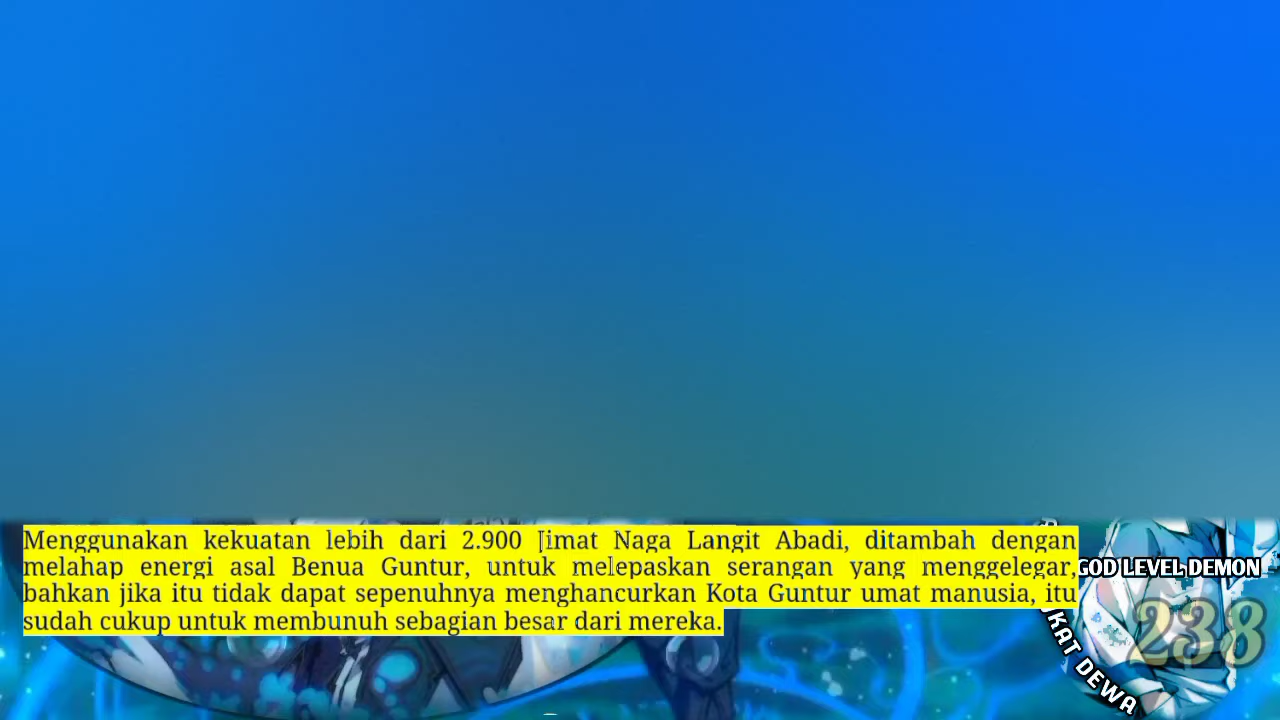 Menggunakan kekuatan lebih dari 2.900 Jimat Naga Langit Abadi, ditambah dengan
melahap energi asal Benua Guntur, untuk melepaskan serangan yang menggelegar,
bahkan jika itu tidak dapat sepenuhnya menghancurkan Kota Guntur umat manusia, itu
sudah cukup untuk membunuh sebagian besar dari mereka.
GOD LEVEL DEMON
238
KAT DEWA